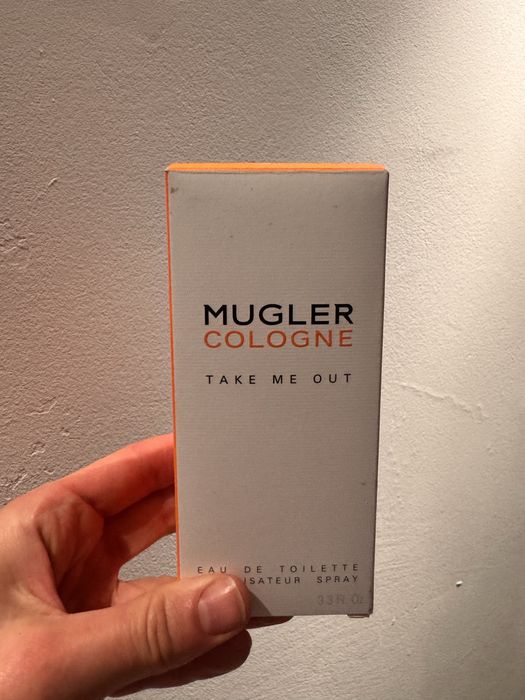 MUGLER
COLOGNE
TAKE ME OUT
EAU DE TOILETTE
SPRAY
3.3 Fl. Oz